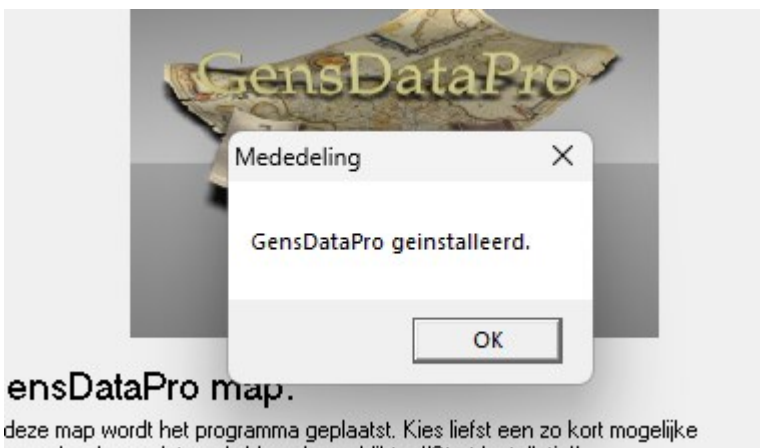 GensDataPro
Mededeling
GensDataPro geinstalleerd.
OK
ensDataPro map.
deze map wordt het programma geplaatst. Kies liefst een zo kort mogelijke